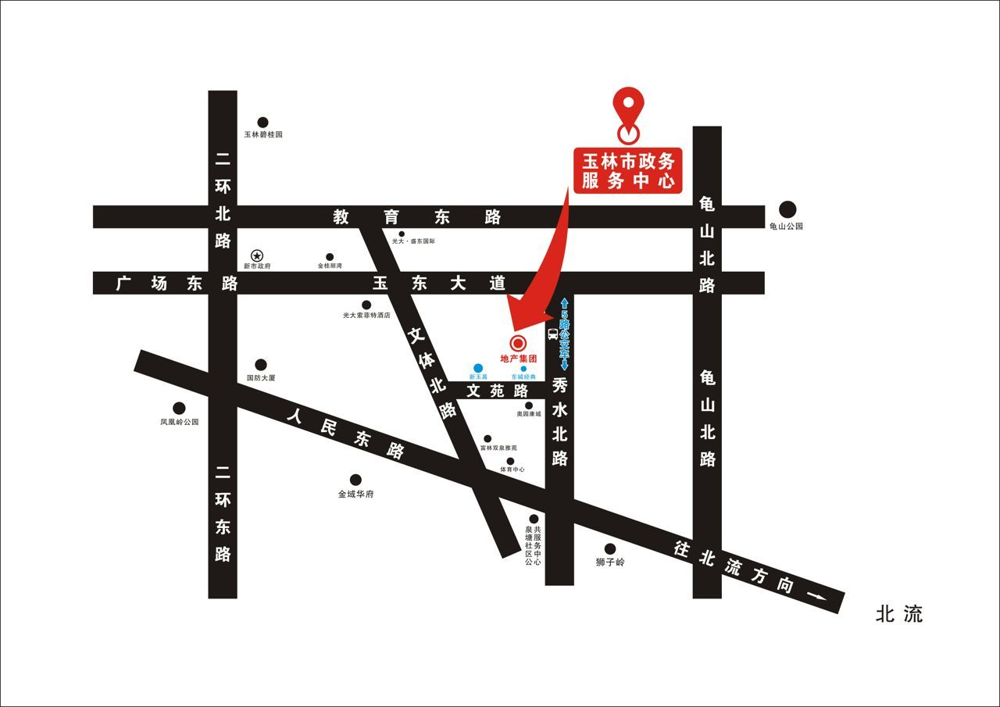 玉林碧桂园
玉林市政务
服务中心
二环北路
教育东路
龟山北路
龟山公园
光大·盛东国际
新市政府
金桂丽湾
广场东路
玉东大道
光大索菲特酒店
5路公交车
文体北路
地产集团
国防大厦
新玉高
东城经典
文苑路
秀水北路
龟山北路
凤凰岭公园
奥园康城
人民东路
富林双泉雅苑
体育中心
二环东路
金域华府
泉塘社区公
共服务中心
狮子岭
往北流方向
北流